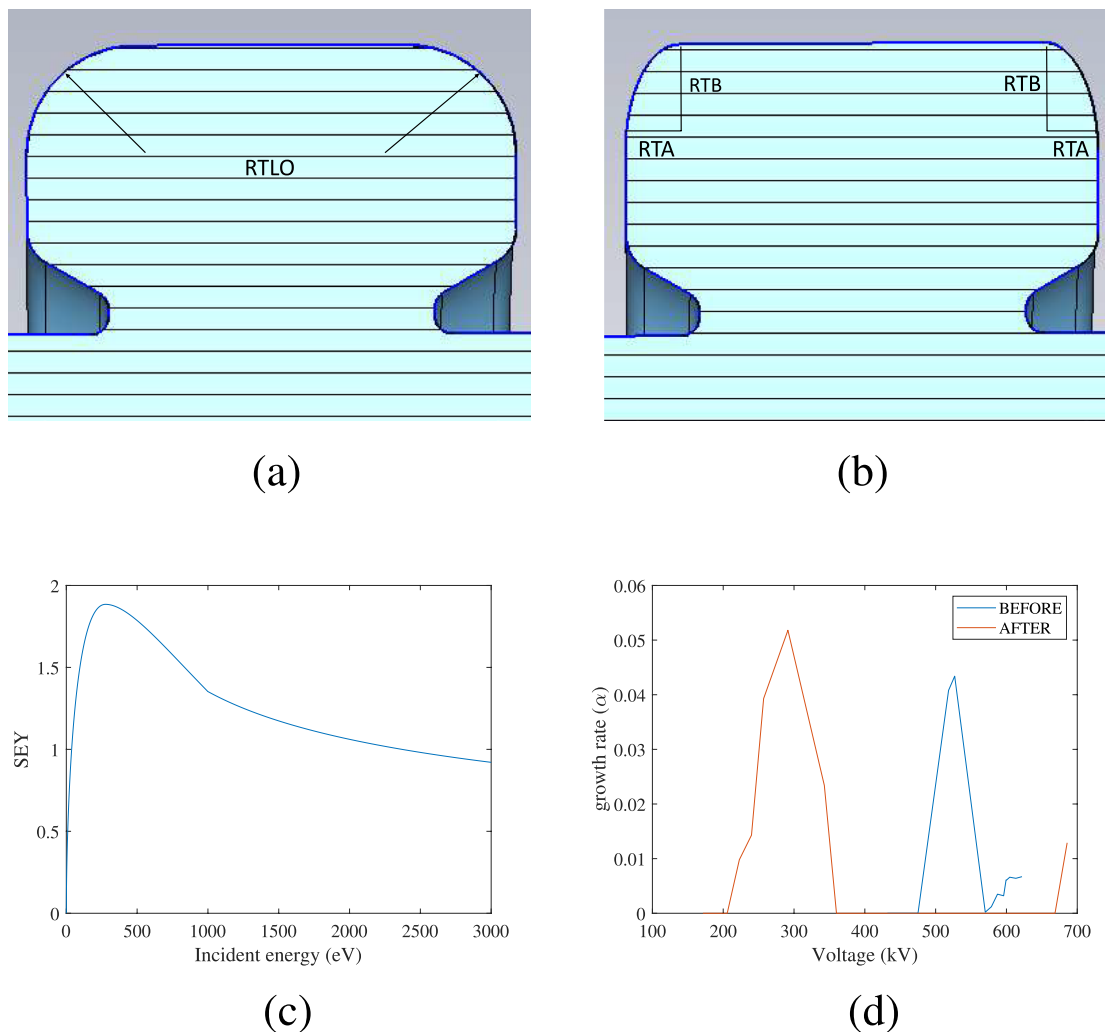 RTLO
(a)
RTB
RTB
RTA
RTA
(b)
2
1.5
1
0.5
0
SEY
0 500 1000 1500 2000 2500 3000
Incident energy (eV)
(c)
0.06
0.05
0.04
0.03
0.02
0.01
0
growth rate (α)
BEFORE
AFTER
100 200 300 400 500 600 700
Voltage (kV)
(d)